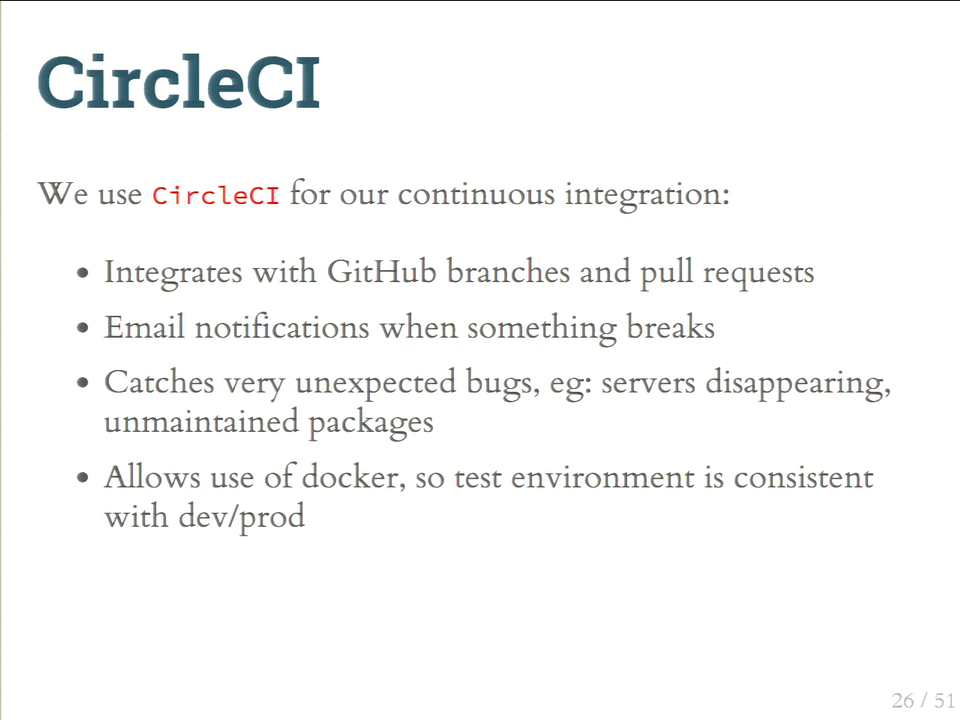 CircleCI
We use CircleCI for our continuous integration:
• Integrates with GitHub branches and pull requests
• Email notifications when something breaks
• Catches very unexpected bugs, eg: servers disappearing,
unmaintained packages
• Allows use of docker, so test environment is consistent
with dev/prod
26 / 51